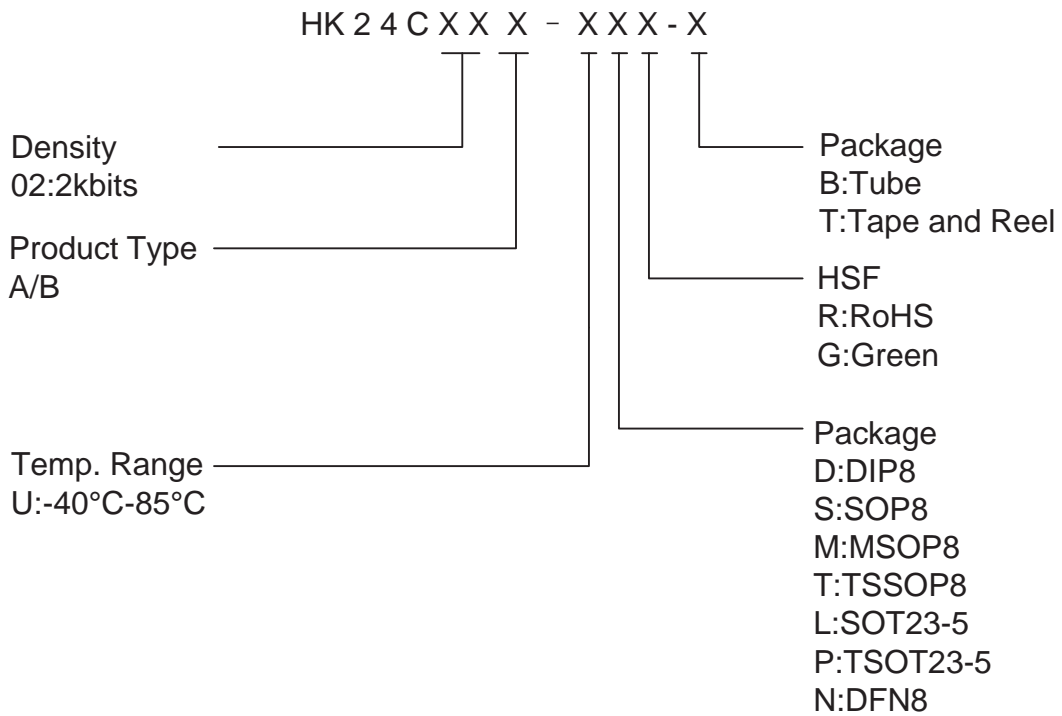 HK 2 4 C X X X - X X X - X
Density
02:2kbits
Product Type
A/B
Temp. Range
U:-40°C-85°C
Package
B:Tube
T:Tape and Reel
HSF
R:RoHS
G:Green
Package
D:DIP8
S:SOP8
M:MSOP8
T:TSSOP8
L:SOT23-5
P:TSOT23-5
N:DFN8